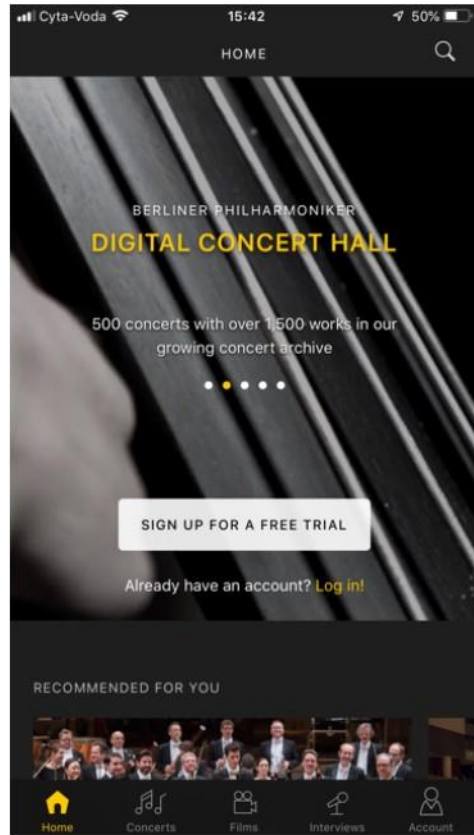 Cyta-Voda 15:42 50%
HOME
BERLINER PHILHARMONIKER
DIGITAL CONCERT HALL
500 concerts with over 1,500 works in our
growing concert archive
SIGN UP FOR A FREE TRIAL
Already have an account? Log in!
RECOMMENDED FOR YOU
Home Concerts Films Interviews Account